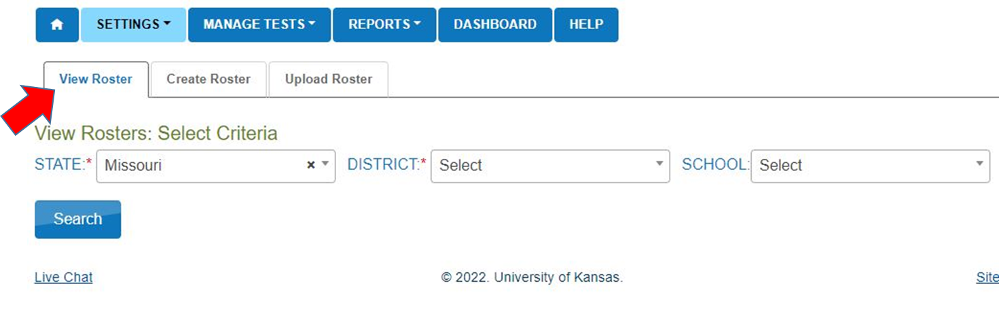 SETTINGS MANAGE TESTS REPORTS DASHBOARD HELP
View Roster Create Roster Upload Roster
View Rosters: Select Criteria
STATE:* Missouri × DISTRICT:* Select SCHOOL: Select
Search
Live Chat © 2022. University of Kansas. Site